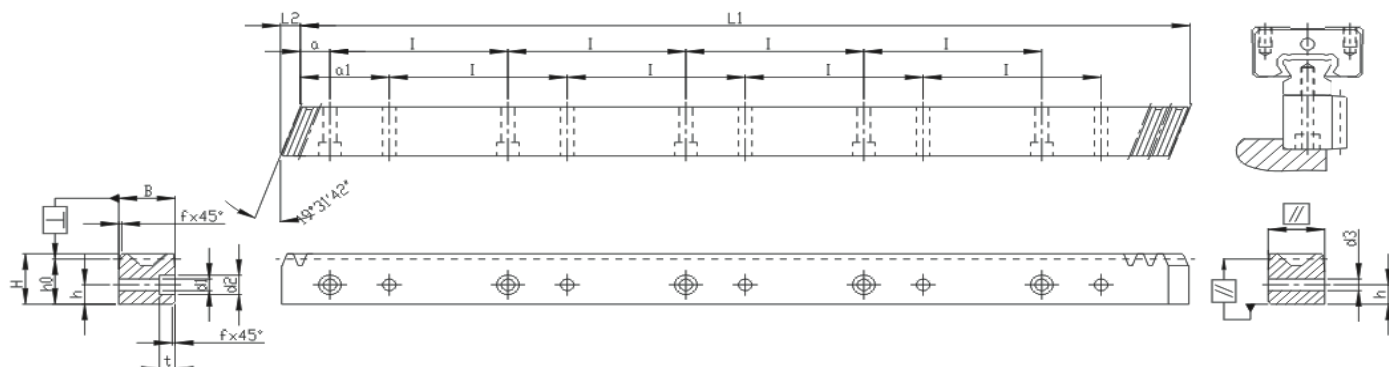 L2 L1
a I I I I
a1 I I I I
19°31'42"
B
f×45°
H h0 h d1 d2
f×45°
t
d3
h